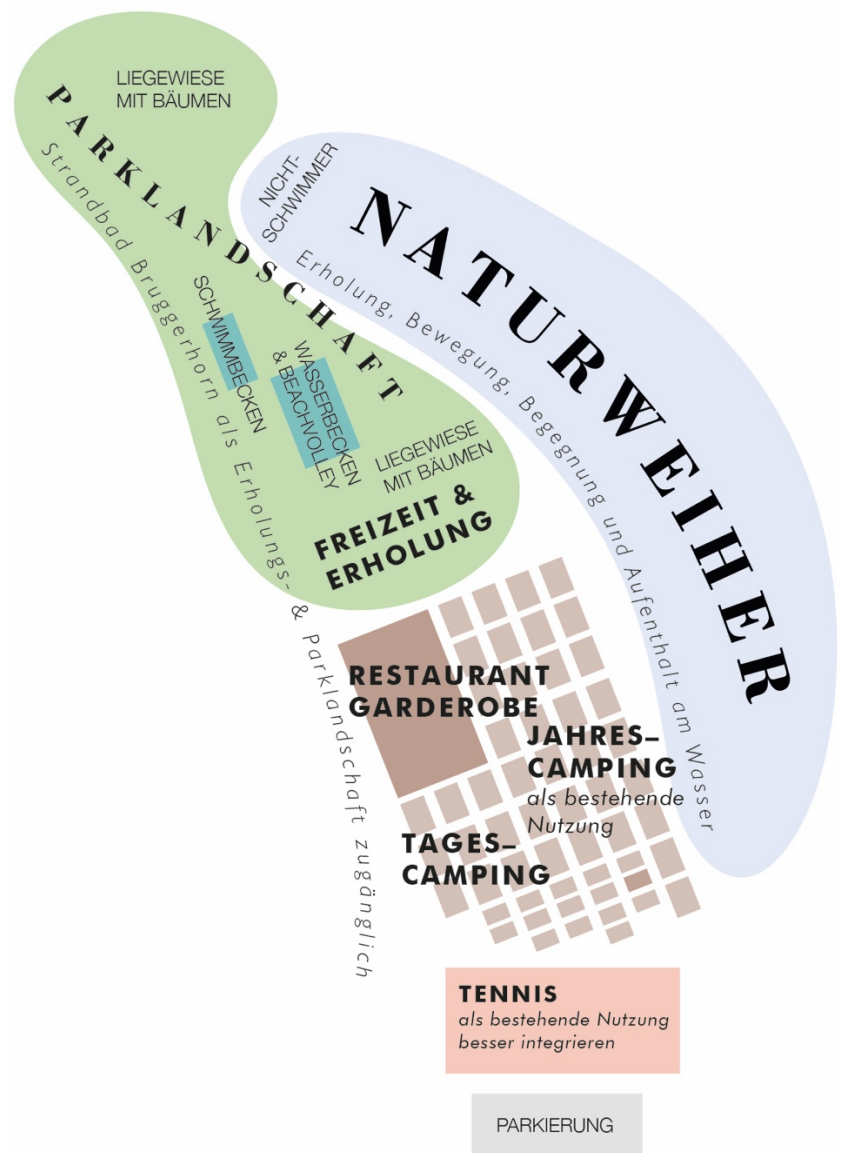 LIEGEWIESE
MIT BÄUMEN
PARKLANDSCHAFT
Strandbad Bruggerhorn als Erholungs- & Parklandschaft zugänglich
NICHT-
SCHWIMMER
NATURWEIHER
Erholung, Bewegung, Begegnung und Aufenthalt am Wasser
SCHWIMMBECKEN
WASSERBECKEN
& BEACHVOLLEY
LIEGEWIESE
MIT BÄUMEN
FREIZEIT &
ERHOLUNG
RESTAURANT
GARDEROBE
JAHRES–
CAMPING
als bestehende
Nutzung
TAGES–
CAMPING
TENNIS
als bestehende Nutzung
besser integrieren
PARKIERUNG